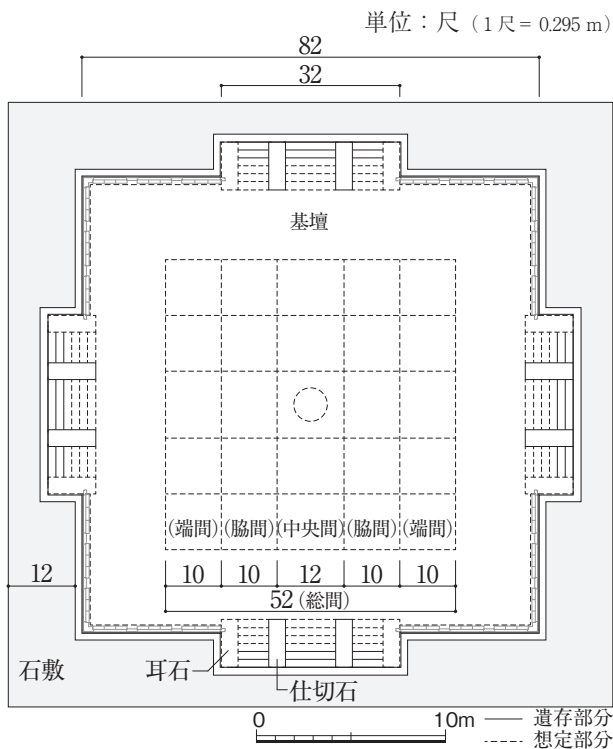 単位：尺（1尺＝0.295 m）
82
32
基壇
(端間)(脇間)(中央間)(脇間)(端間)
12
10 10 12 10 10
52(総間)
石敷
耳石
仕切石
0 10m
遺存部分
想定部分